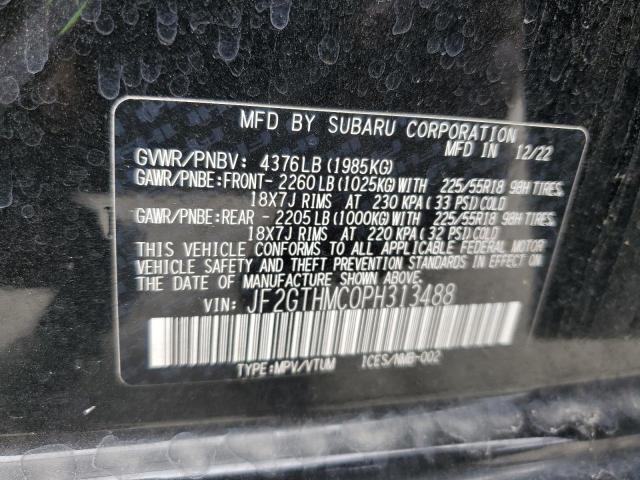 MFD BY SUBARU CORPORATION
MFD IN 12/22
GVWR/PNBV: 4376LB (1985KG)
GAWR/PNBE:FRONT- 2260LB (1025KG)WITH 225/55R18 98H TIRES,
18X7J RIMS AT 230 KPA ( 33 PSI) COLD
GAWR/PNBE:REAR - 2205LB (1000KG)WITH 225/55R18 98H TIRES,
18X7J RIMS AT 220 KPA ( 32 PSI) COLD
THIS VEHICLE CONFORMS TO ALL APPLICABLE FEDERAL MOTOR
VEHICLE SAFETY AND THEFT PREVENTION STANDARDS IN EFFECT ON
THE DATE OF MANUFACTURE SHOWN ABOVE.
VIN: JF2GTHMC0PH313488
TYPE:MPV/VTUM ICES/NMB-002